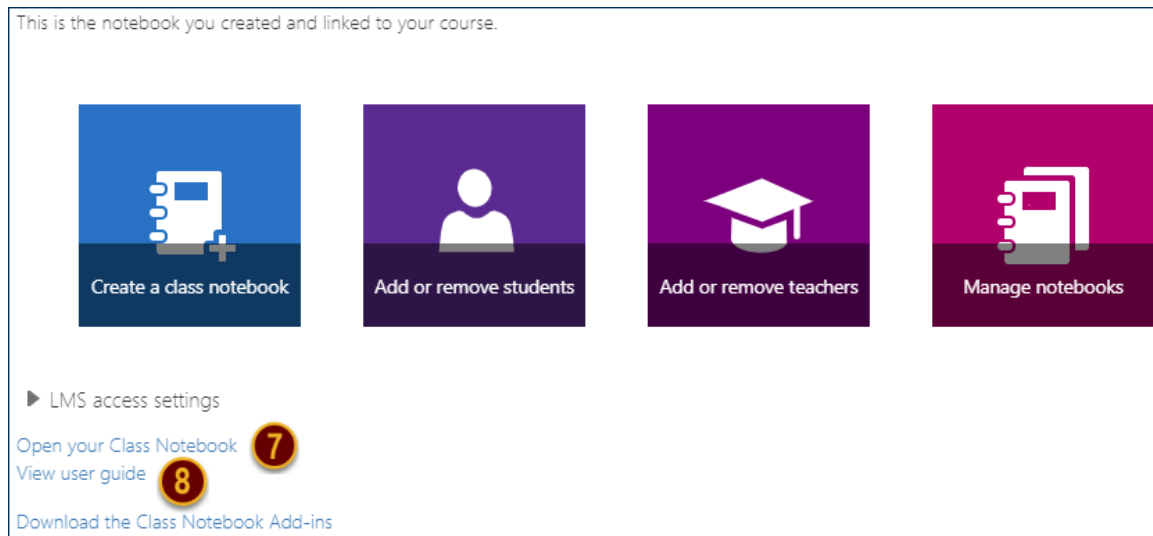 This is the notebook you created and linked to your course.
Create a class notebook
Add or remove students
Add or remove teachers
Manage notebooks
LMS access settings
Open your Class Notebook 7
View user guide 8
Download the Class Notebook Add-ins